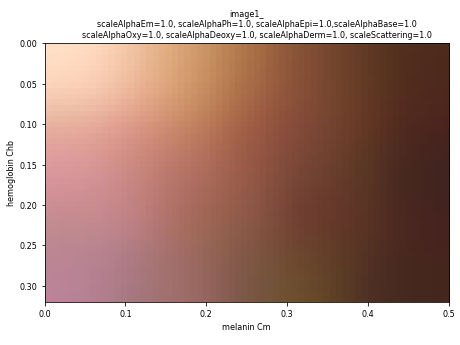 image1_
scaleAlphaEm=1.0, scaleAlphaPh=1.0, scaleAlphaEpi=1.0,scaleAlphaBase=1.0
scaleAlphaOxy=1.0, scaleAlphaDeoxy=1.0, scaleAlphaDerm=1.0, scaleScattering=1.0
hemoglobin Chb
0.00
0.05
0.10
0.15
0.20
0.25
0.30
0.0 0.1 0.2 0.3 0.4 0.5
melanin Cm